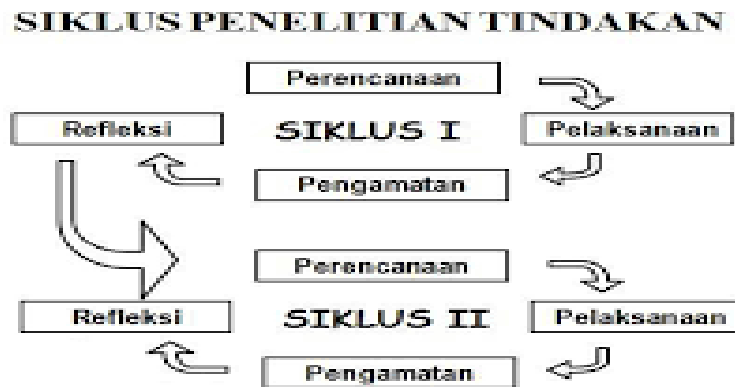 SIKLUS PENELITIAN TINDAKAN
Perencanaan
Refleksi
SIKLUS I
Pelaksanaan
Pengamatan
Perencanaan
Refleksi
SIKLUS II
Pelaksanaan
Pengamatan